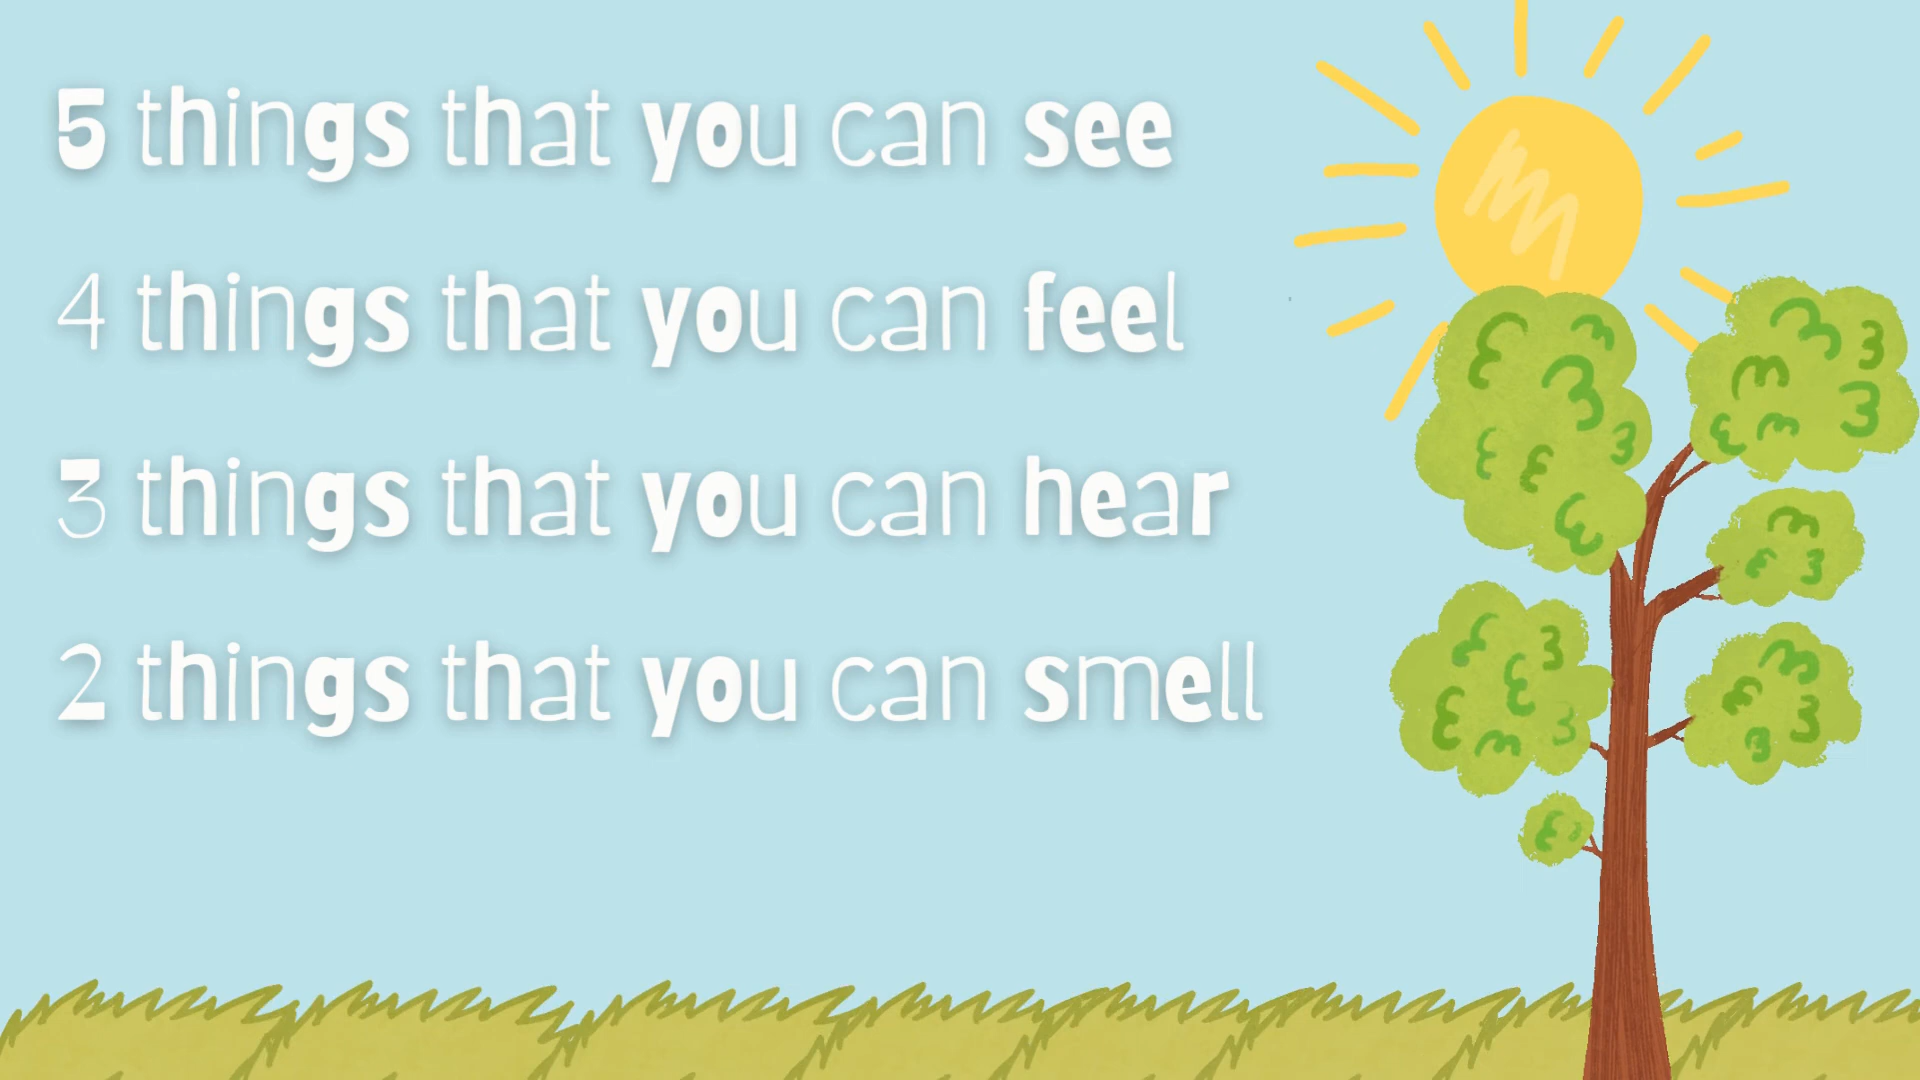 5 things that you can see
4 things that you can feel
3 things that you can hear
2 things that you can smell